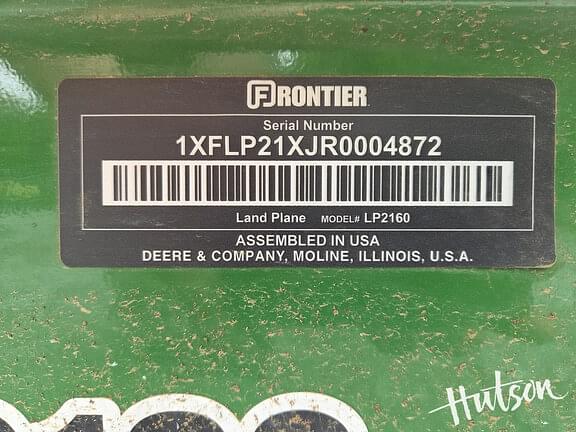 FRONTIER
Serial Number
1XFLP21XJR0004872
Land Plane MODEL# LP2160
ASSEMBLED IN USA
DEERE & COMPANY, MOLINE, ILLINOIS, U.S.A.
Hutson